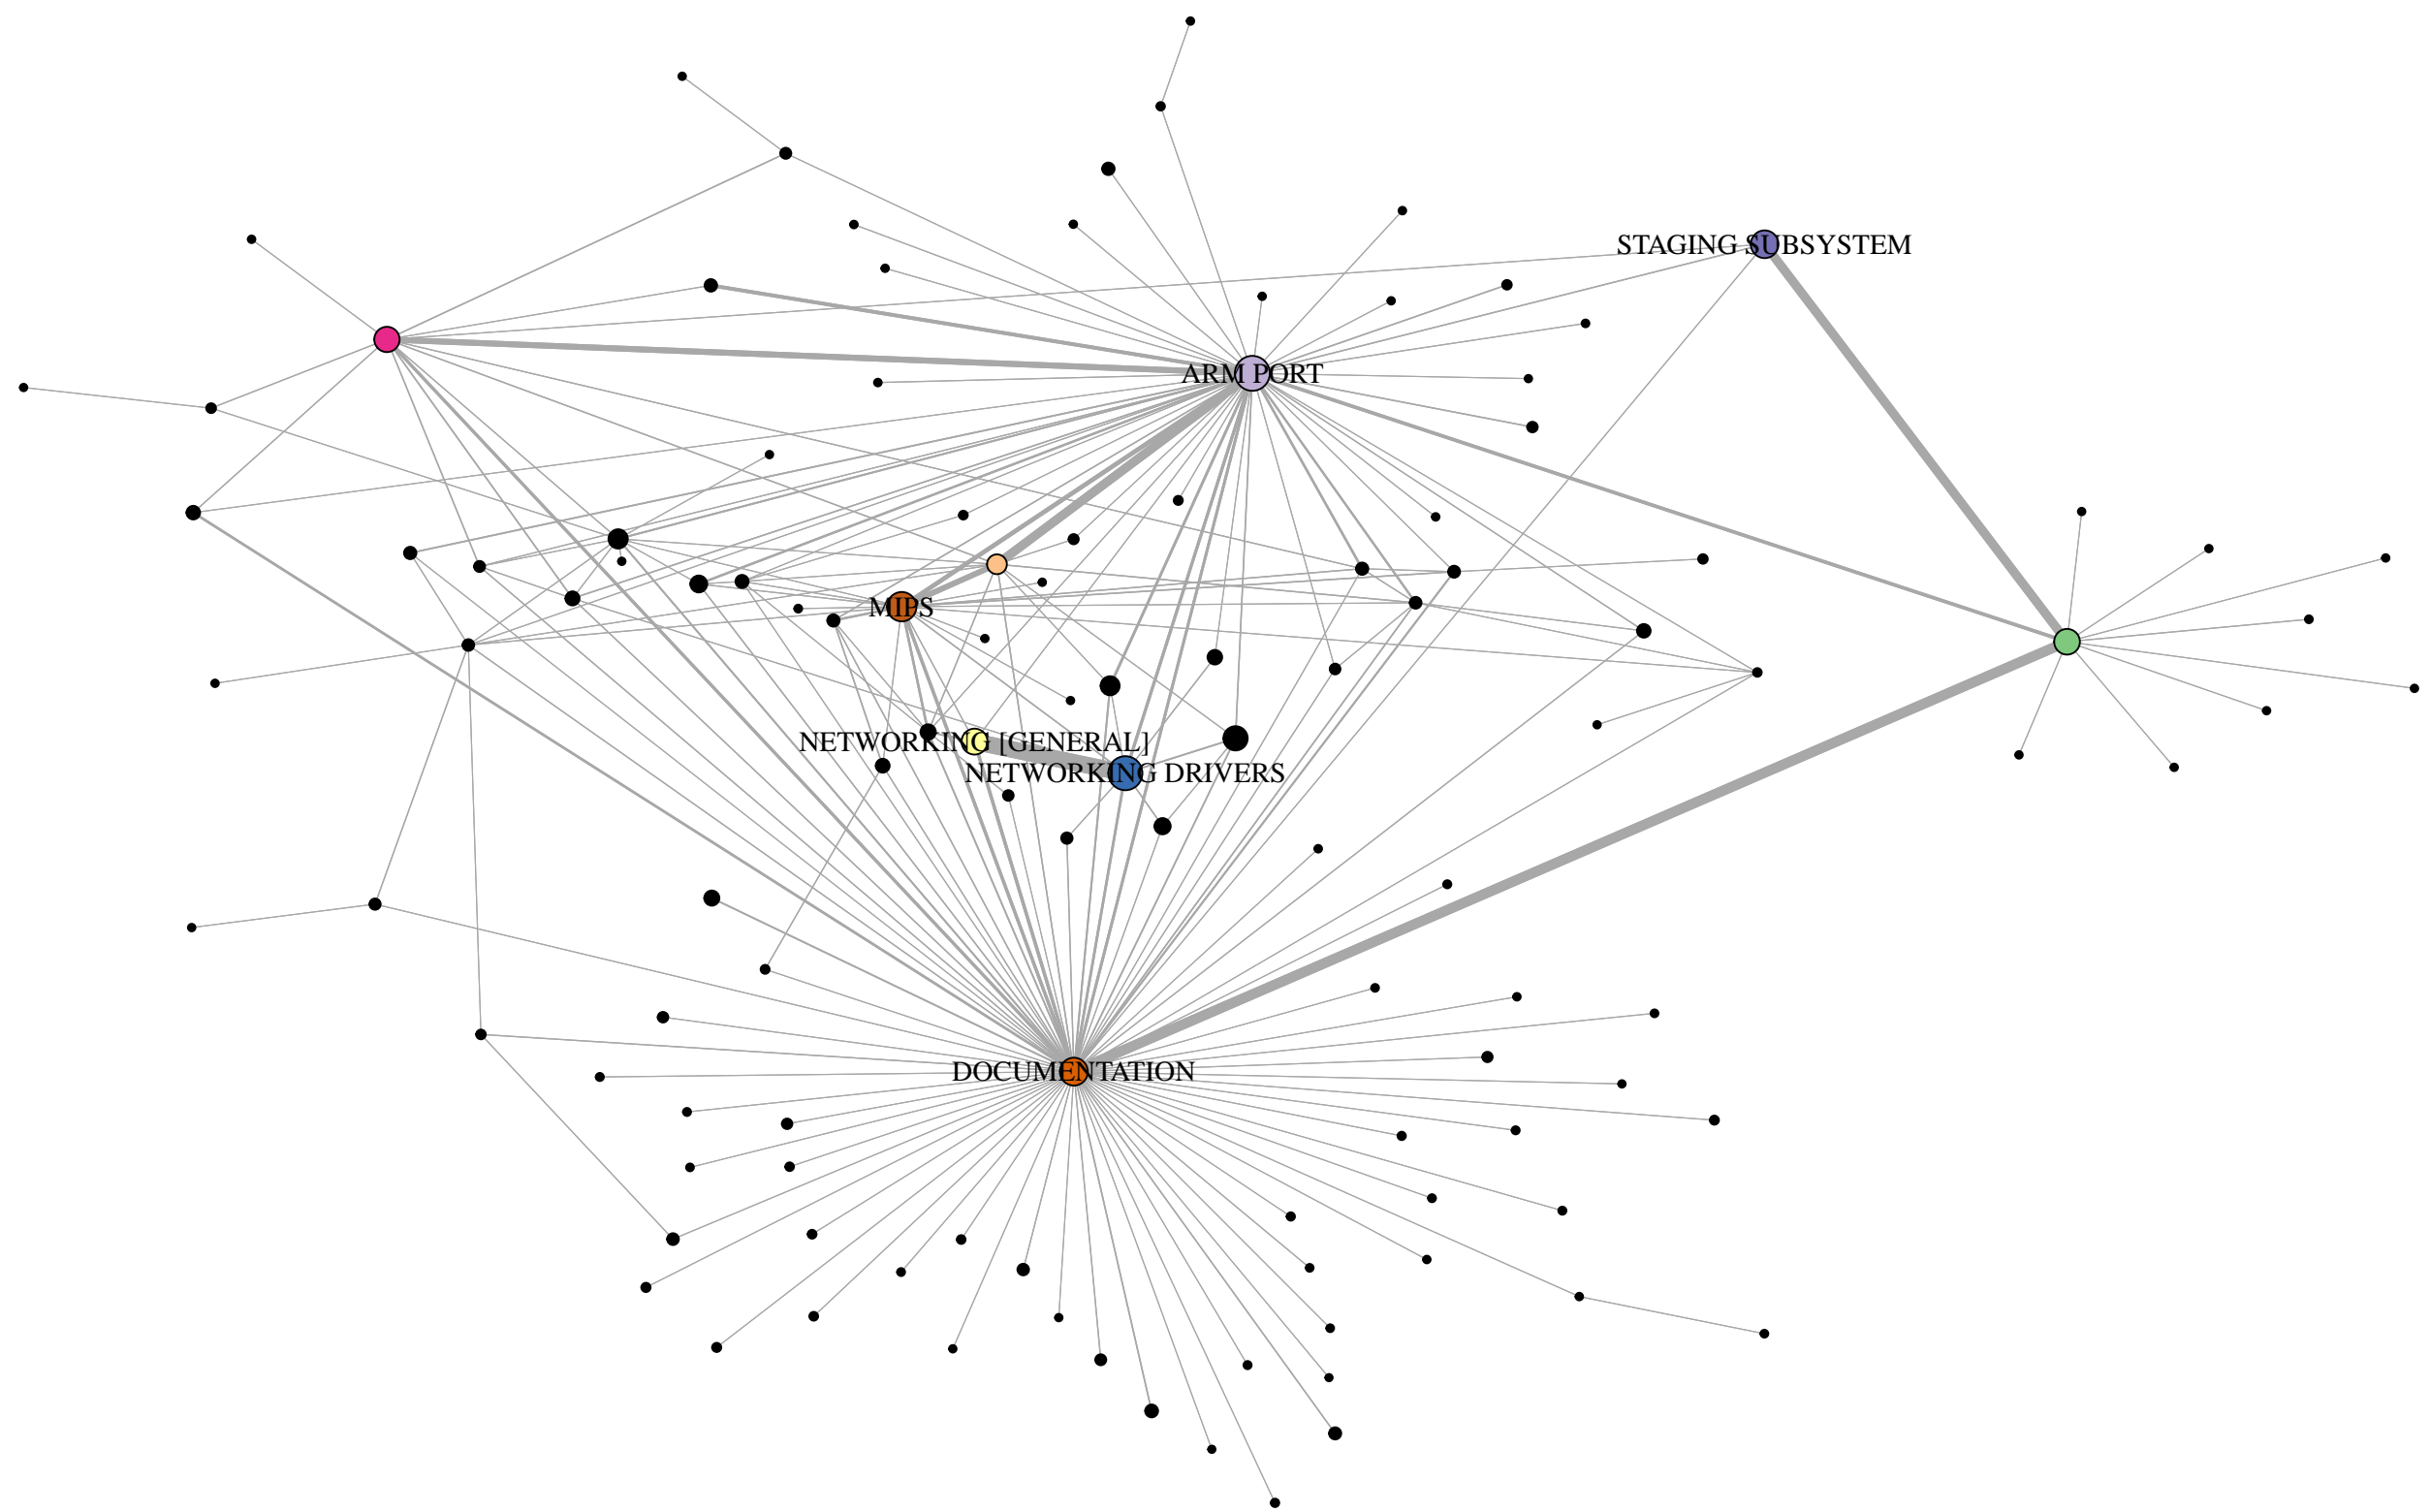 STAGING SUBSYSTEM
ARM PORT
MIPS
NETWORKING [GENERAL]
NETWORKING DRIVERS
DOCUMENTATION